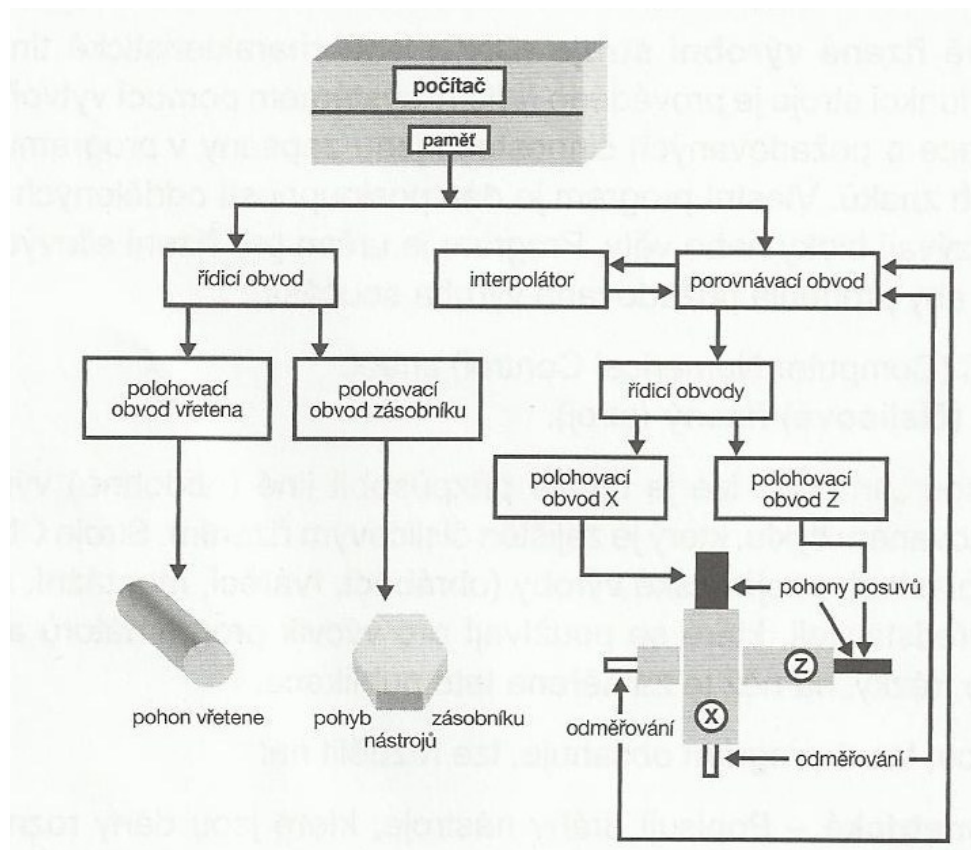 počítač
paměť
řídicí obvod
interpolátor
porovnávací obvod
polohovací
obvod vřetena
polohovací
obvod zásobníku
řídicí obvody
polohovací
obvod X
polohovací
obvod Z
pohony posuvů
Z
X
pohon vřetene
pohyb zásobníku
nástrojů
odměřování
odměřování